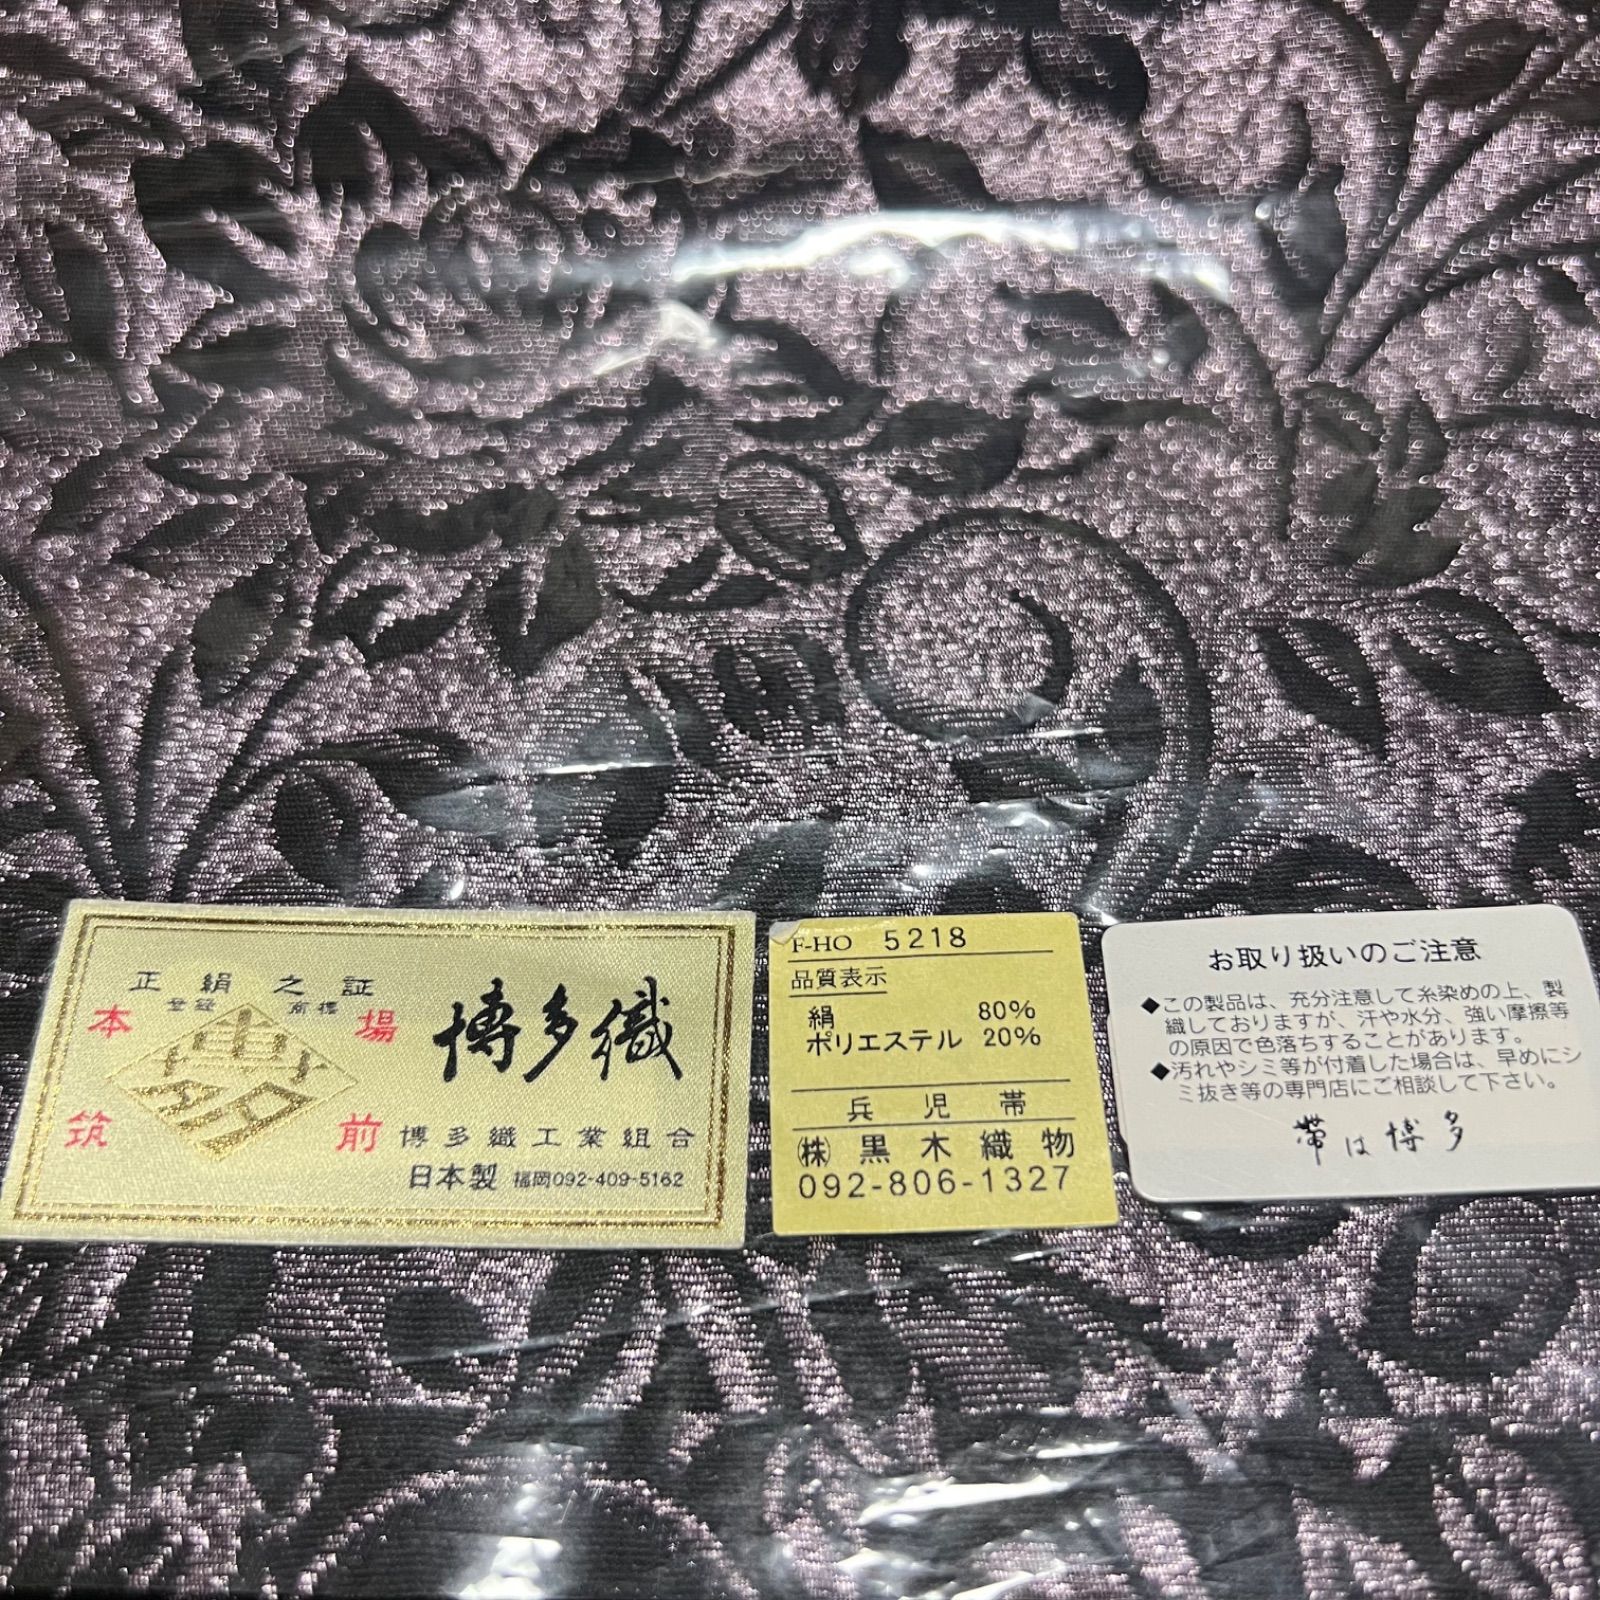 正絹之証
登録 商標
本 場
筑 前
博多
博多織
博多織工業組合
日本製 福岡092-409-5162
F-HO 5218
品質表示
絹 80%
ポリエステル 20%
兵児帯
㈱黒木織物
092-806-1327
お取り扱いのご注意
◆この製品は、充分注意して糸染めの上、製
織しておりますが、汗や水分、強い摩擦等
の原因で色落ちすることがあります。
◆汚れやシミ等が付着した場合は、早めにシ
ミ抜き等の専門店にご相談して下さい。
帯は博多